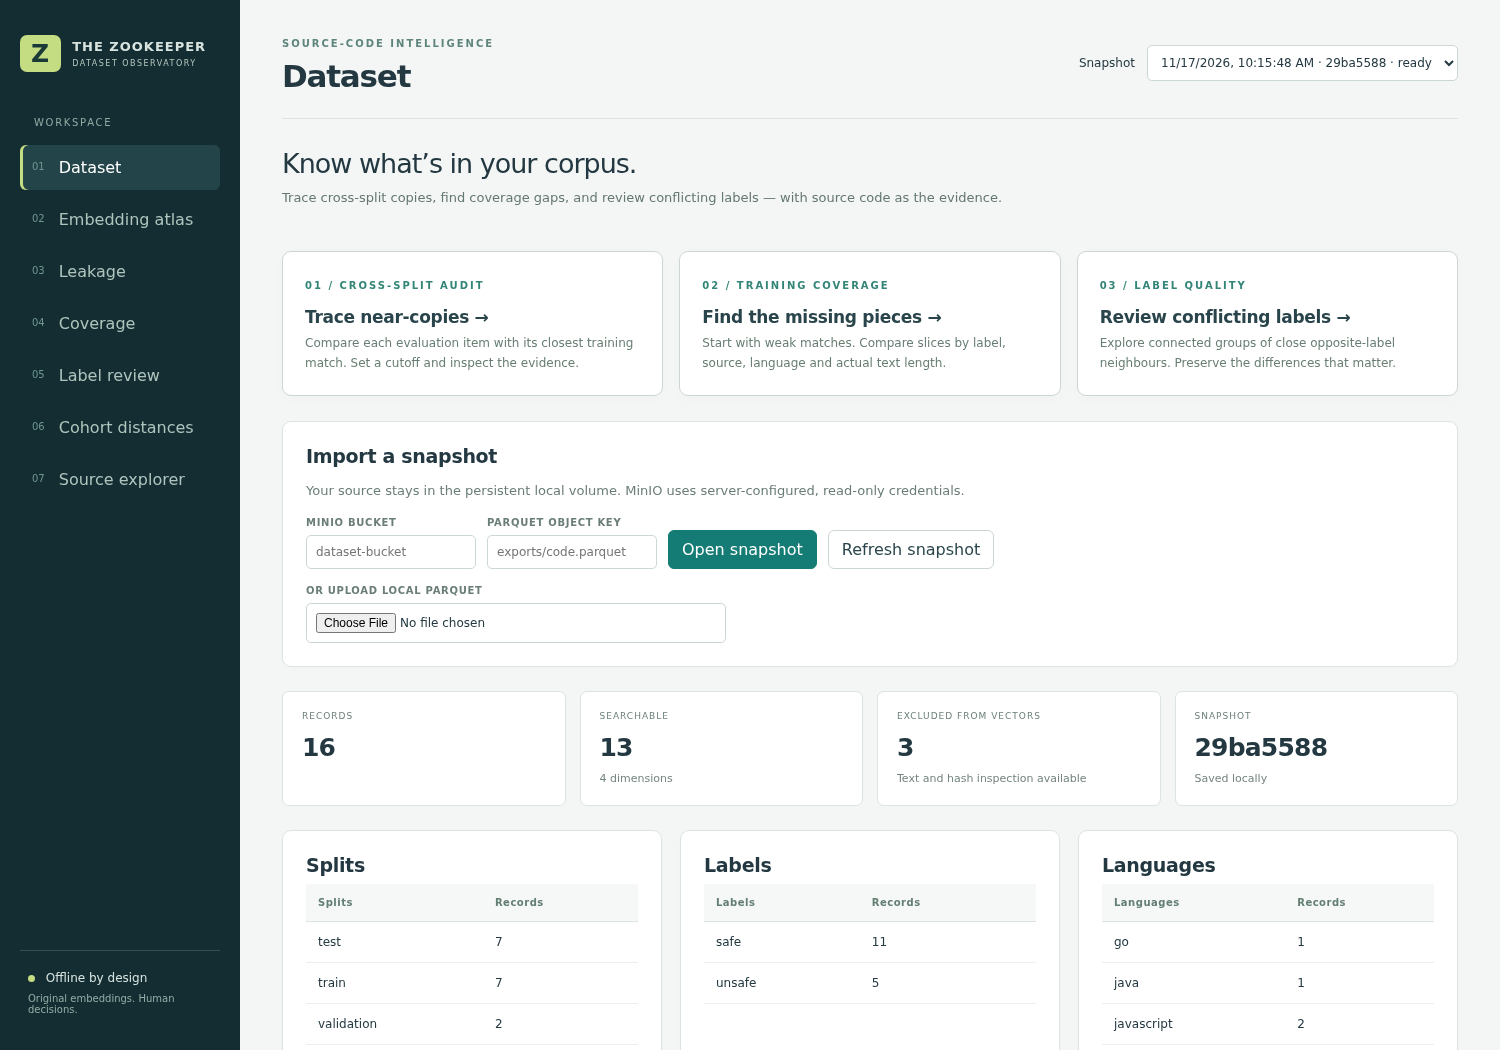 Z
THE ZOOKEEPER
DATASET OBSERVATORY
WORKSPACE
01 Dataset
02 Embedding atlas
03 Leakage
04 Coverage
05 Label review
06 Cohort distances
07 Source explorer
Offline by design
Original embeddings. Human
decisions.
SOURCE-CODE INTELLIGENCE
Dataset
Snapshot 11/17/2026, 10:15:48 AM · 29ba5588 · ready
Know what’s in your corpus.
Trace cross-split copies, find coverage gaps, and review conflicting labels — with source code as the evidence.
01 / CROSS-SPLIT AUDIT
Trace near-copies →
Compare each evaluation item with its closest training
match. Set a cutoff and inspect the evidence.
02 / TRAINING COVERAGE
Find the missing pieces →
Start with weak matches. Compare slices by label,
source, language and actual text length.
03 / LABEL QUALITY
Review conflicting labels →
Explore connected groups of close opposite-label
neighbours. Preserve the differences that matter.
Import a snapshot
Your source stays in the persistent local volume. MinIO uses server-configured, read-only credentials.
MINIO BUCKET PARQUET OBJECT KEY
dataset-bucket exports/code.parquet Open snapshot Refresh snapshot
OR UPLOAD LOCAL PARQUET
Choose File No file chosen
RECORDS
16
SEARCHABLE
13
4 dimensions
EXCLUDED FROM VECTORS
3
Text and hash inspection available
SNAPSHOT
29ba5588
Saved locally
Splits
Splits Records
test 7
train 7
validation 2
Labels
Labels Records
safe 11
unsafe 5
Languages
Languages Records
go 1
java 1
javascript 2